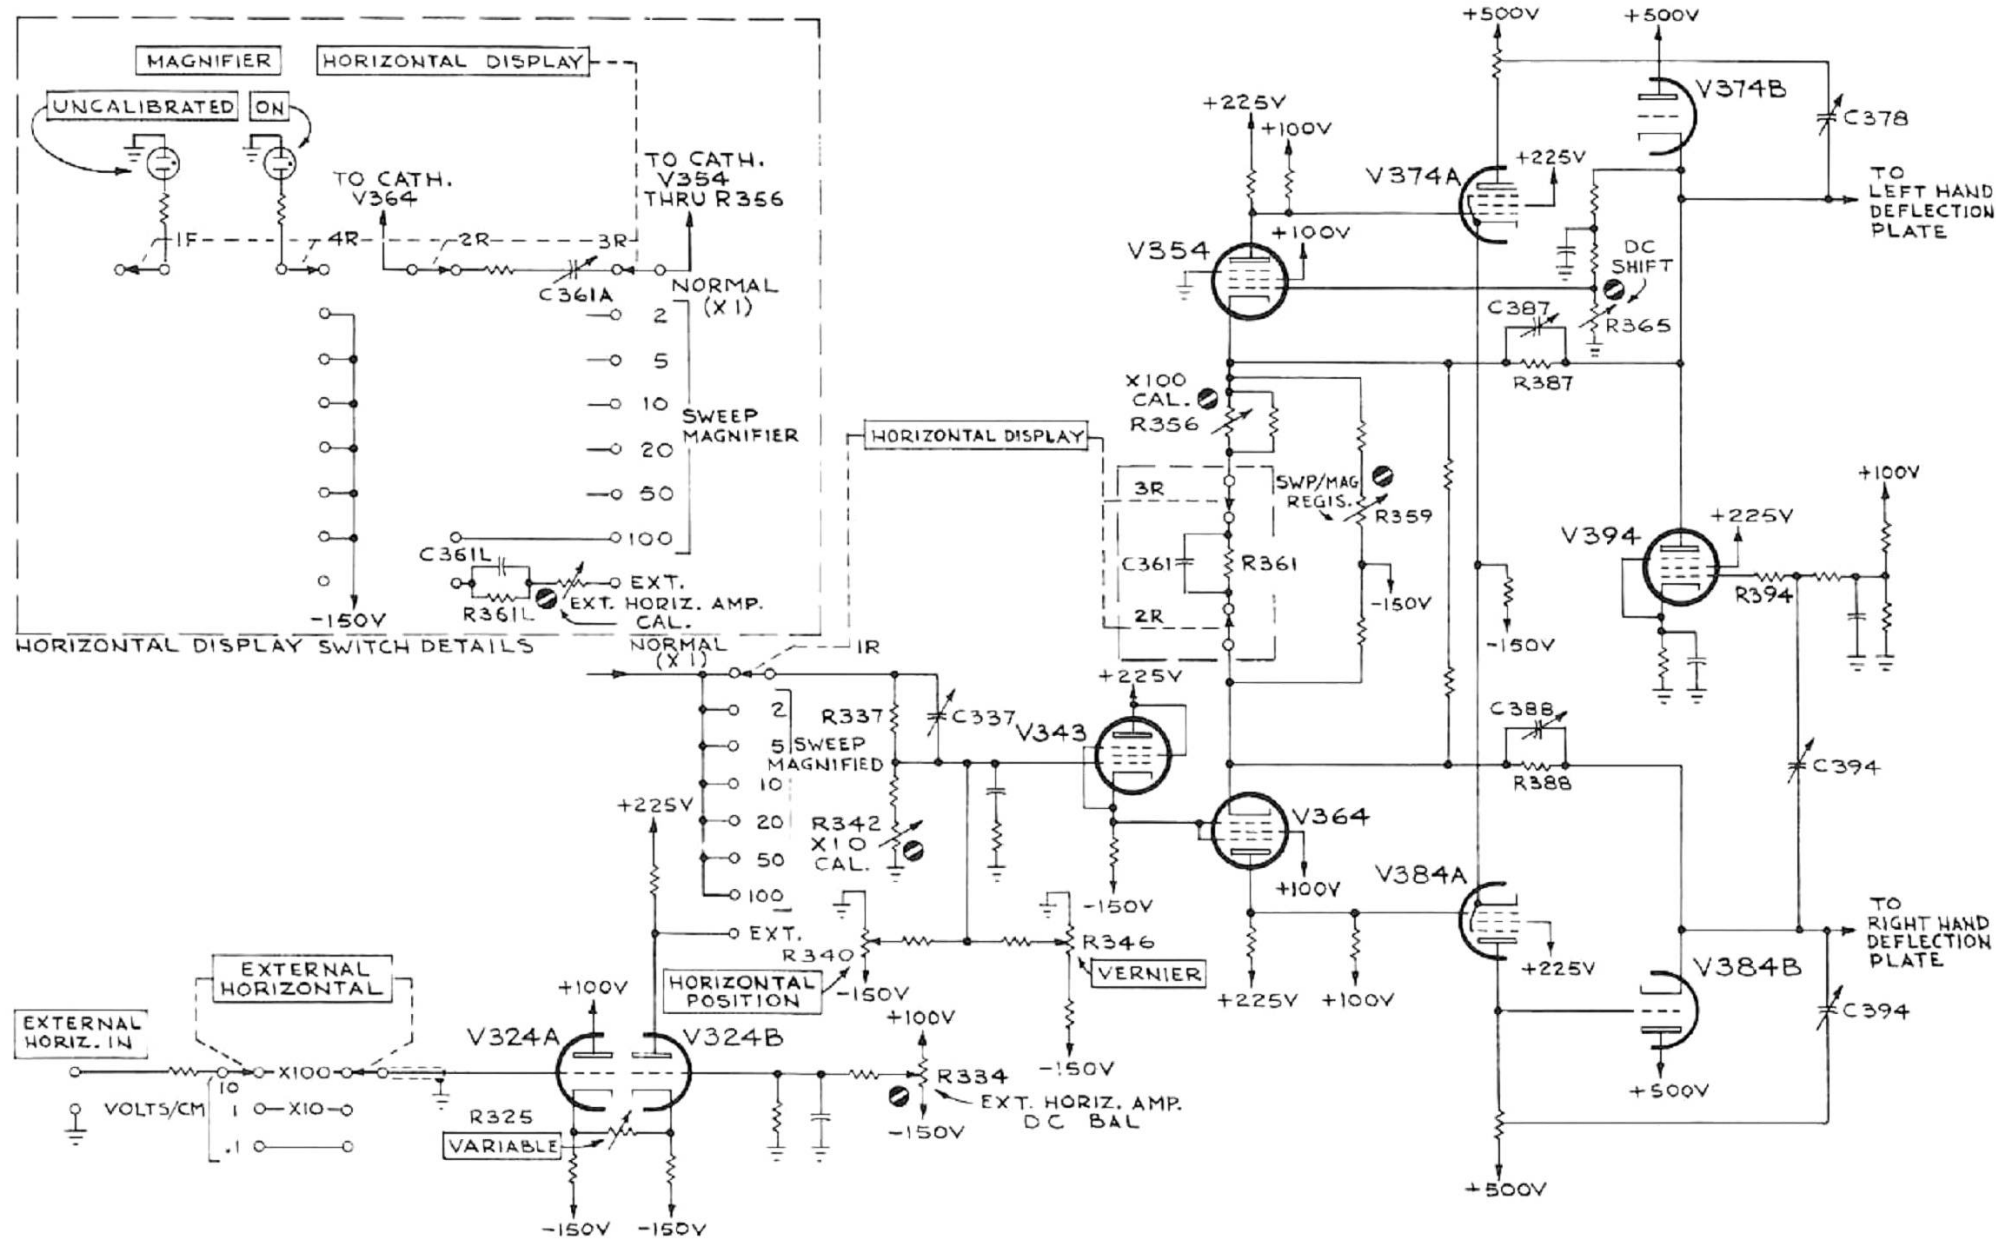 MAGNIFIER
HORIZONTAL DISPLAY
UNCALIBRATED
ON
TO CATH.
V364
TO CATH.
V354
THRU R356
1F
4R
2R
3R
C361A
NORMAL
(X1)
2
5
10
20
50
100
SWEEP
MAGNIFIER
C361L
R361L
EXT.
EXT. HORIZ. AMP.
CAL.
-150V
HORIZONTAL DISPLAY SWITCH DETAILS
NORMAL
(X1)
1R
2
5
10
20
50
100
SWEEP
MAGNIFIED
EXT.
+225V
R337
C337
R342
X10
CAL.
R340
HORIZONTAL
POSITION
-150V
R346
VERNIER
-150V
EXTERNAL
HORIZONTAL
EXTERNAL
HORIZ. IN
VOLTS/CM
10
1
.1
X100
X10
V324A
+100V
V324B
R325
VARIABLE
-150V
-150V
+100V
R334
EXT. HORIZ. AMP.
DC BAL
-150V
HORIZONTAL DISPLAY
+225V
+100V
V354
+100V
X100
CAL.
R356
3R
C361
R361
2R
SWP/MAG
REGIS.
R359
-150V
V343
+225V
-150V
V364
+100V
+225V
+100V
+500V
+500V
V374A
+225V
V374B
C378
TO
LEFT HAND
DEFLECTION
PLATE
DC
SHIFT
R365
C387
R387
-150V
V394
+225V
R394
+100V
C388
R388
C394
V384A
+225V
V384B
+500V
+500V
TO
RIGHT HAND
DEFLECTION
PLATE
C394